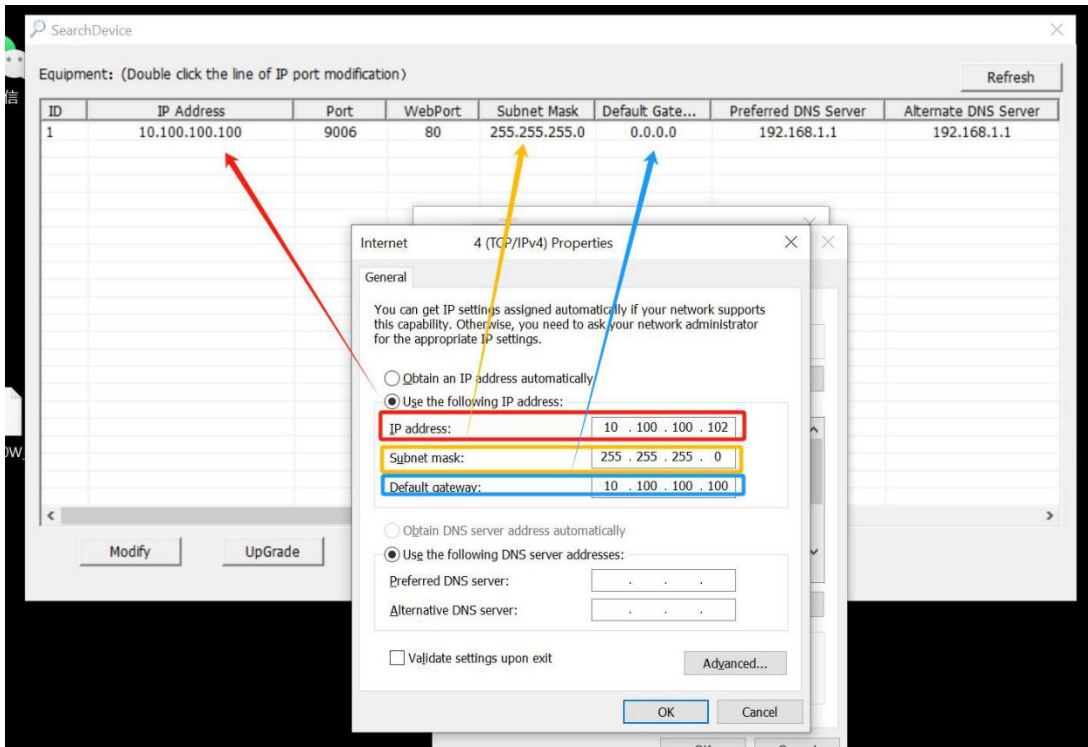 SearchDevice
Equipment: (Double click the line of IP port modification)
Refresh
信
ID IP Address Port WebPort Subnet Mask Default Gate... Preferred DNS Server Alternate DNS Server
1 10.100.100.100 9006 80 255.255.255.0 0.0.0.0 192.168.1.1 192.168.1.1
Internet 4 (TCP/IPv4) Properties
General
You can get IP settings assigned automatically if your network supports
this capability. Otherwise, you need to ask your network administrator
for the appropriate IP settings.
Obtain an IP address automatically
Use the following IP address:
IP address: 10 . 100 . 100 . 102
Subnet mask: 255 . 255 . 255 . 0
Default gateway: 10 . 100 . 100 . 100
Obtain DNS server address automatically
Use the following DNS server addresses:
Preferred DNS server: . . .
Alternative DNS server: . . .
Validate settings upon exit
Advanced...
OK Cancel
Modify UpGrade